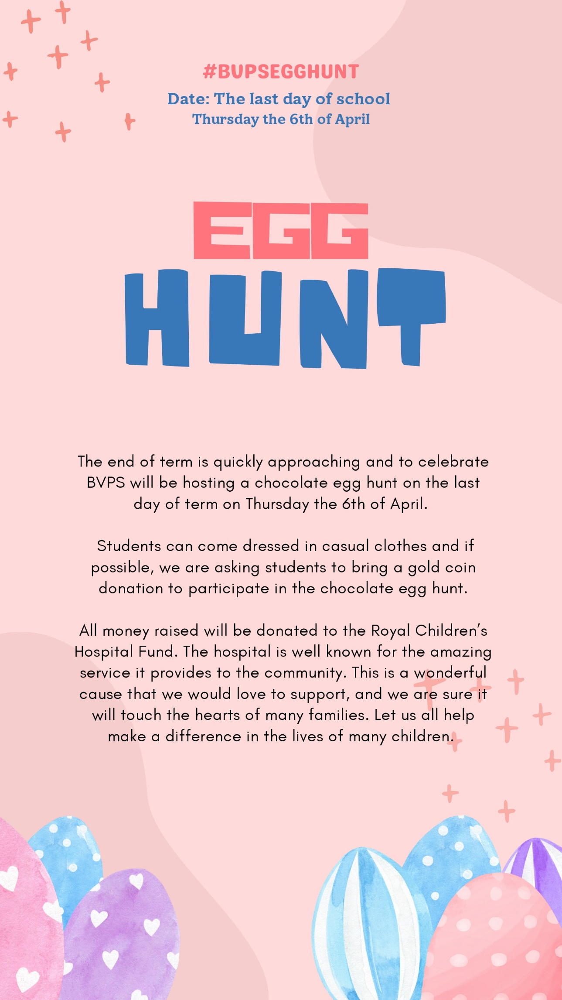 #BUPSEGGHUNT
Date: The last day of school
Thursday the 6th of April
EGG
HUNT
The end of term is quickly approaching and to celebrate
BVPS will be hosting a chocolate egg hunt on the last
day of term on Thursday the 6th of April.
Students can come dressed in casual clothes and if
possible, we are asking students to bring a gold coin
donation to participate in the chocolate egg hunt.
All money raised will be donated to the Royal Children’s
Hospital Fund. The hospital is well known for the amazing
service it provides to the community. This is a wonderful
cause that we would love to support, and we are sure it
will touch the hearts of many families. Let us all help
make a difference in the lives of many children.